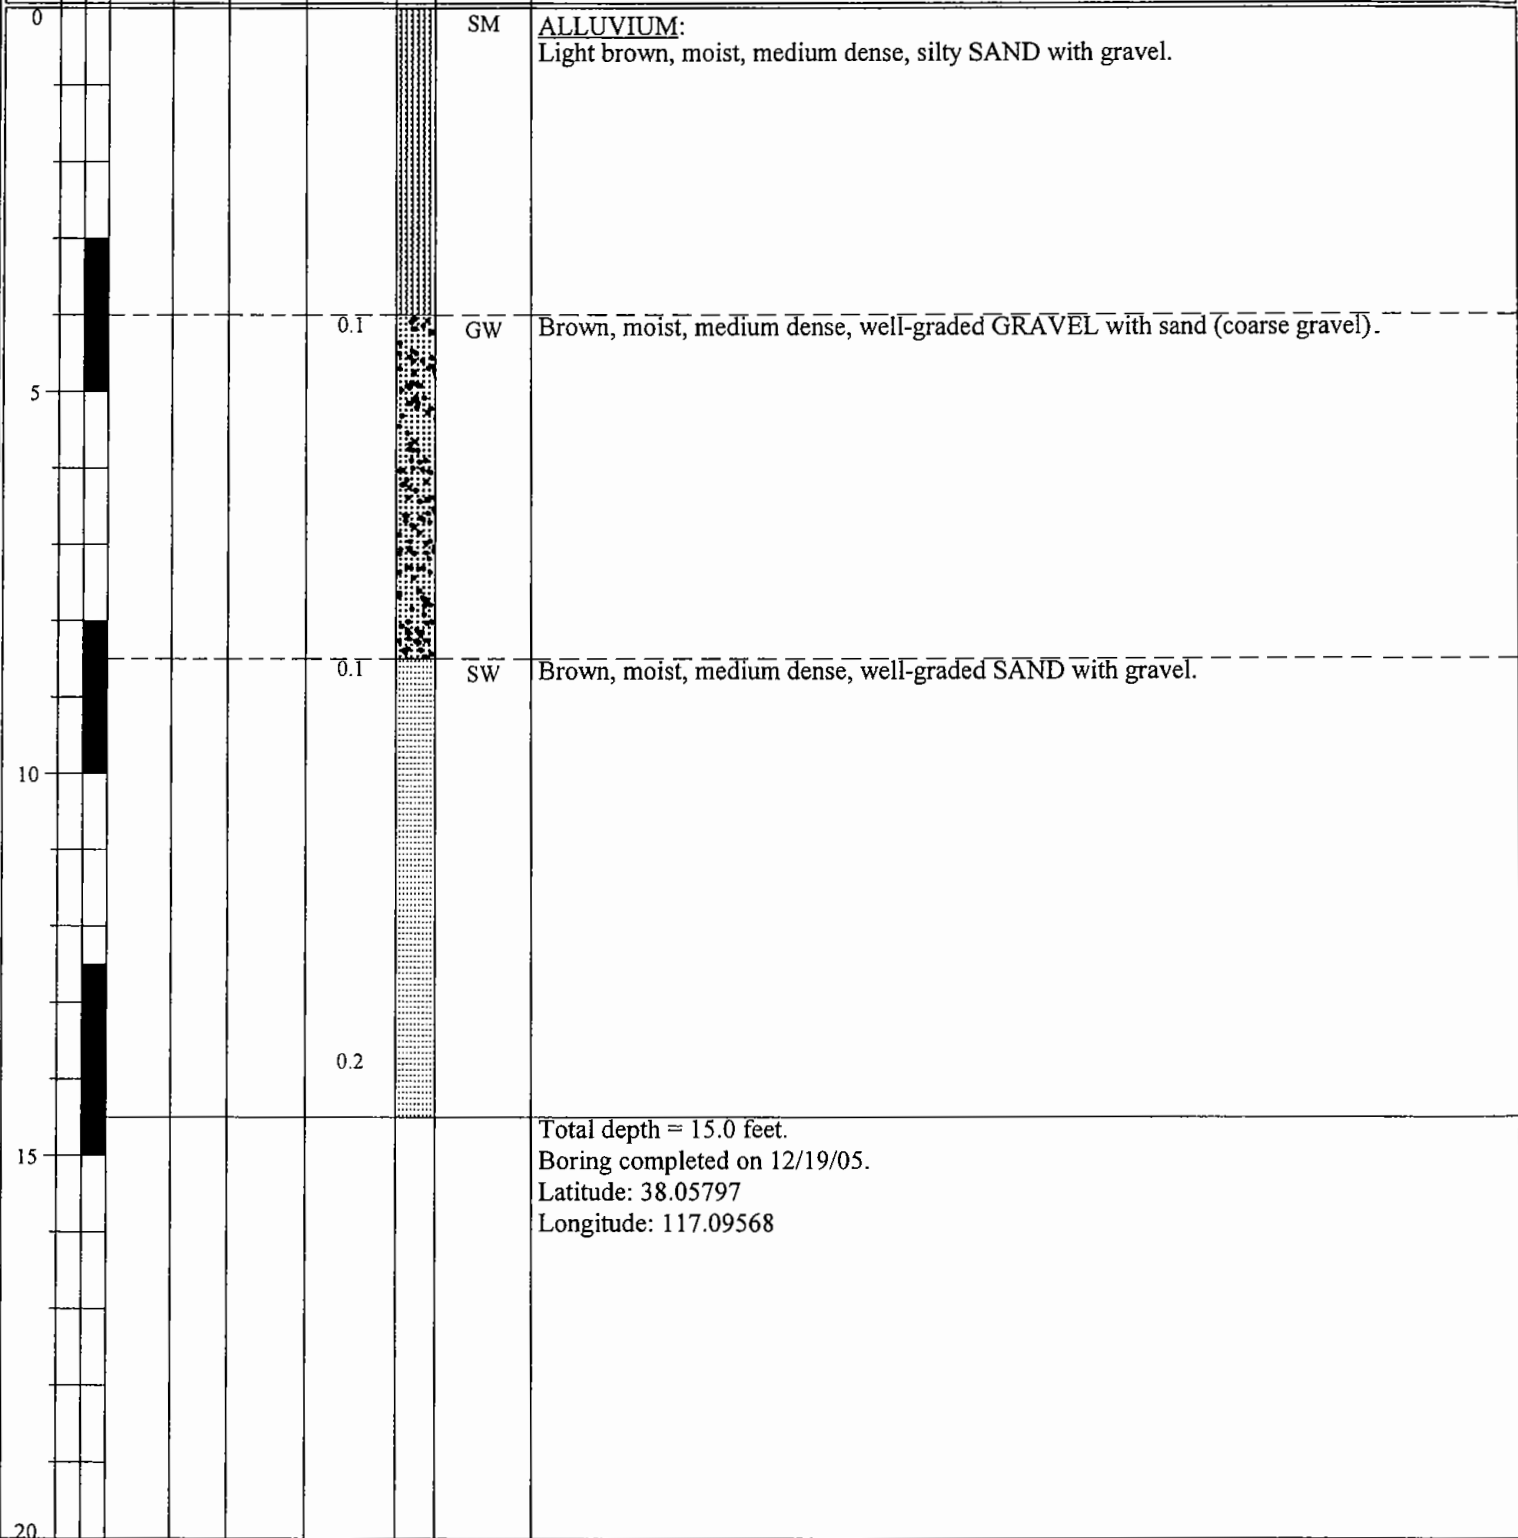 0 SM ALLUVIUM:
Light brown, moist, medium dense, silty SAND with gravel.
0.1 GW Brown, moist, medium dense, well-graded GRAVEL with sand (coarse gravel).
5
0.1 SW Brown, moist, medium dense, well-graded SAND with gravel.
10
0.2
Total depth = 15.0 feet.
15 Boring completed on 12/19/05.
Latitude: 38.05797
Longitude: 117.09568
20